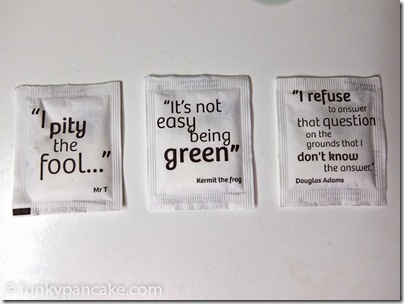 “I
pity
the
fool...”
Mr T
“It’s not
easy
being
green”
Kermit the frog
“I refuse
to answer
that question
on the
grounds that I
don't know
the answer.”
Douglas Adams
© funkypancake.com